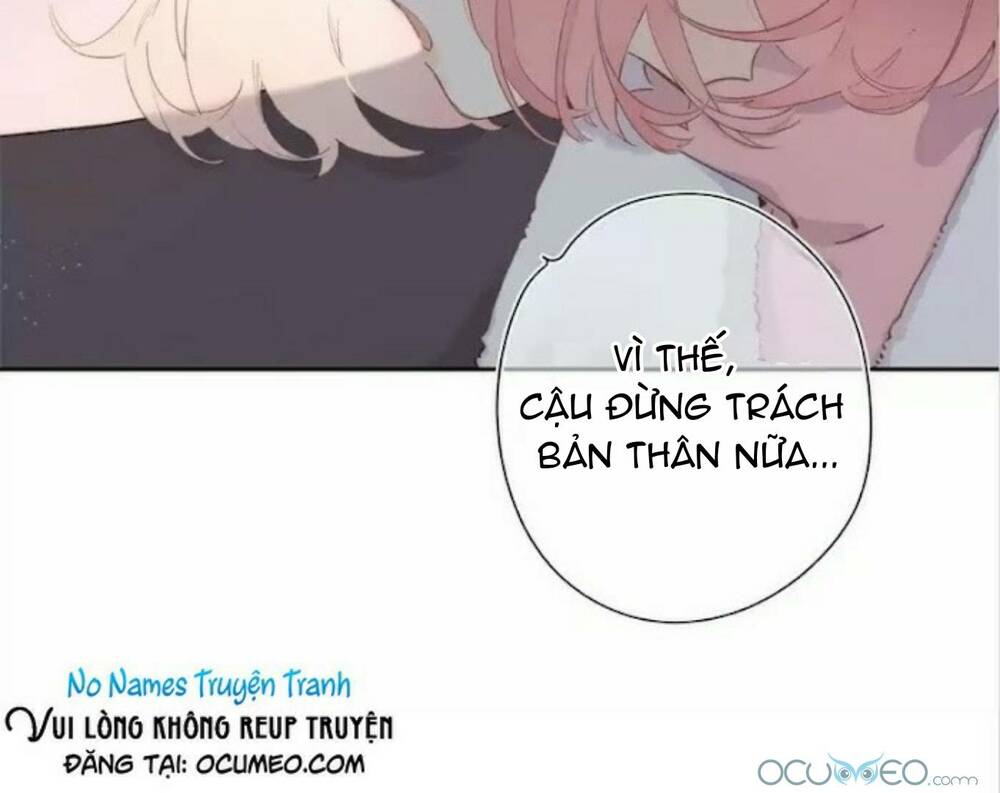 VÌ THẾ,
CẬU ĐỪNG TRÁCH
BẢN THÂN NỮA...
No Names Truyện Tranh
VUI LÒNG KHÔNG REUP TRUYỆN
ĐĂNG TẠI: OCUMEO.COM
OCUMEO.com